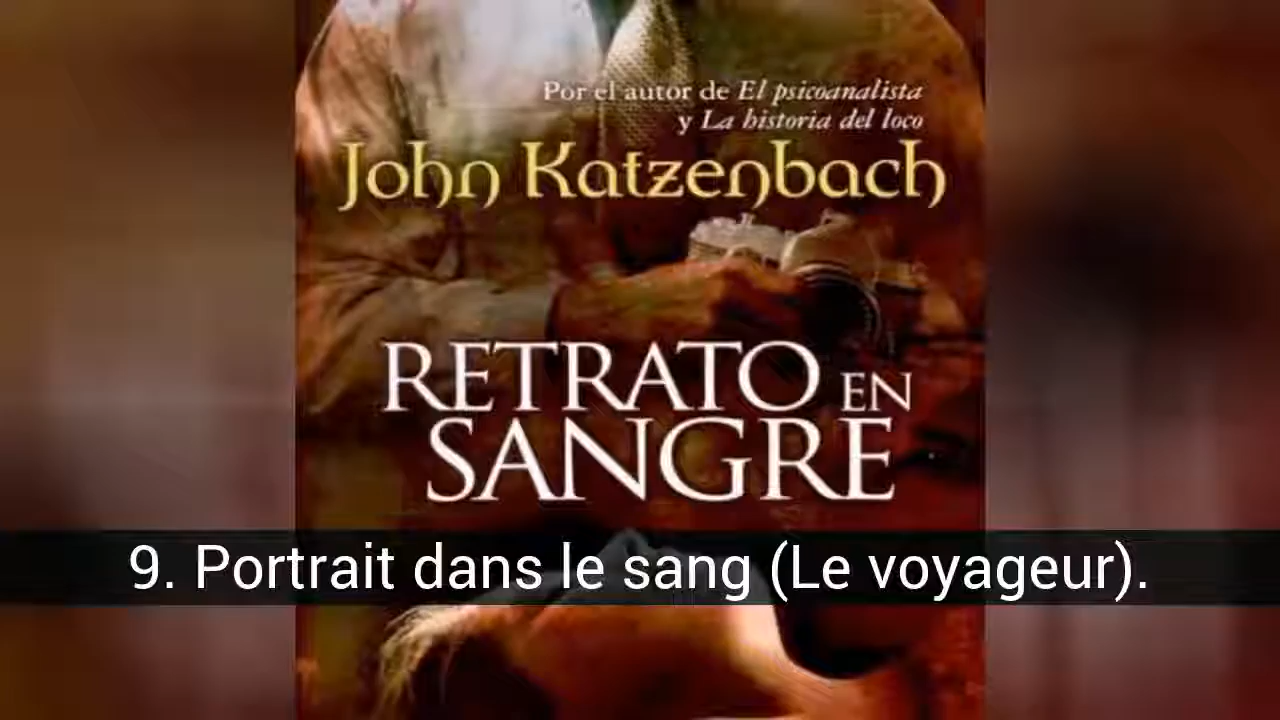 Por el autor de El psicoanalista
y La historia del loco
John Katzenbach
RETRATO EN
SANGRE
9. Portrait dans le sang (Le voyageur).